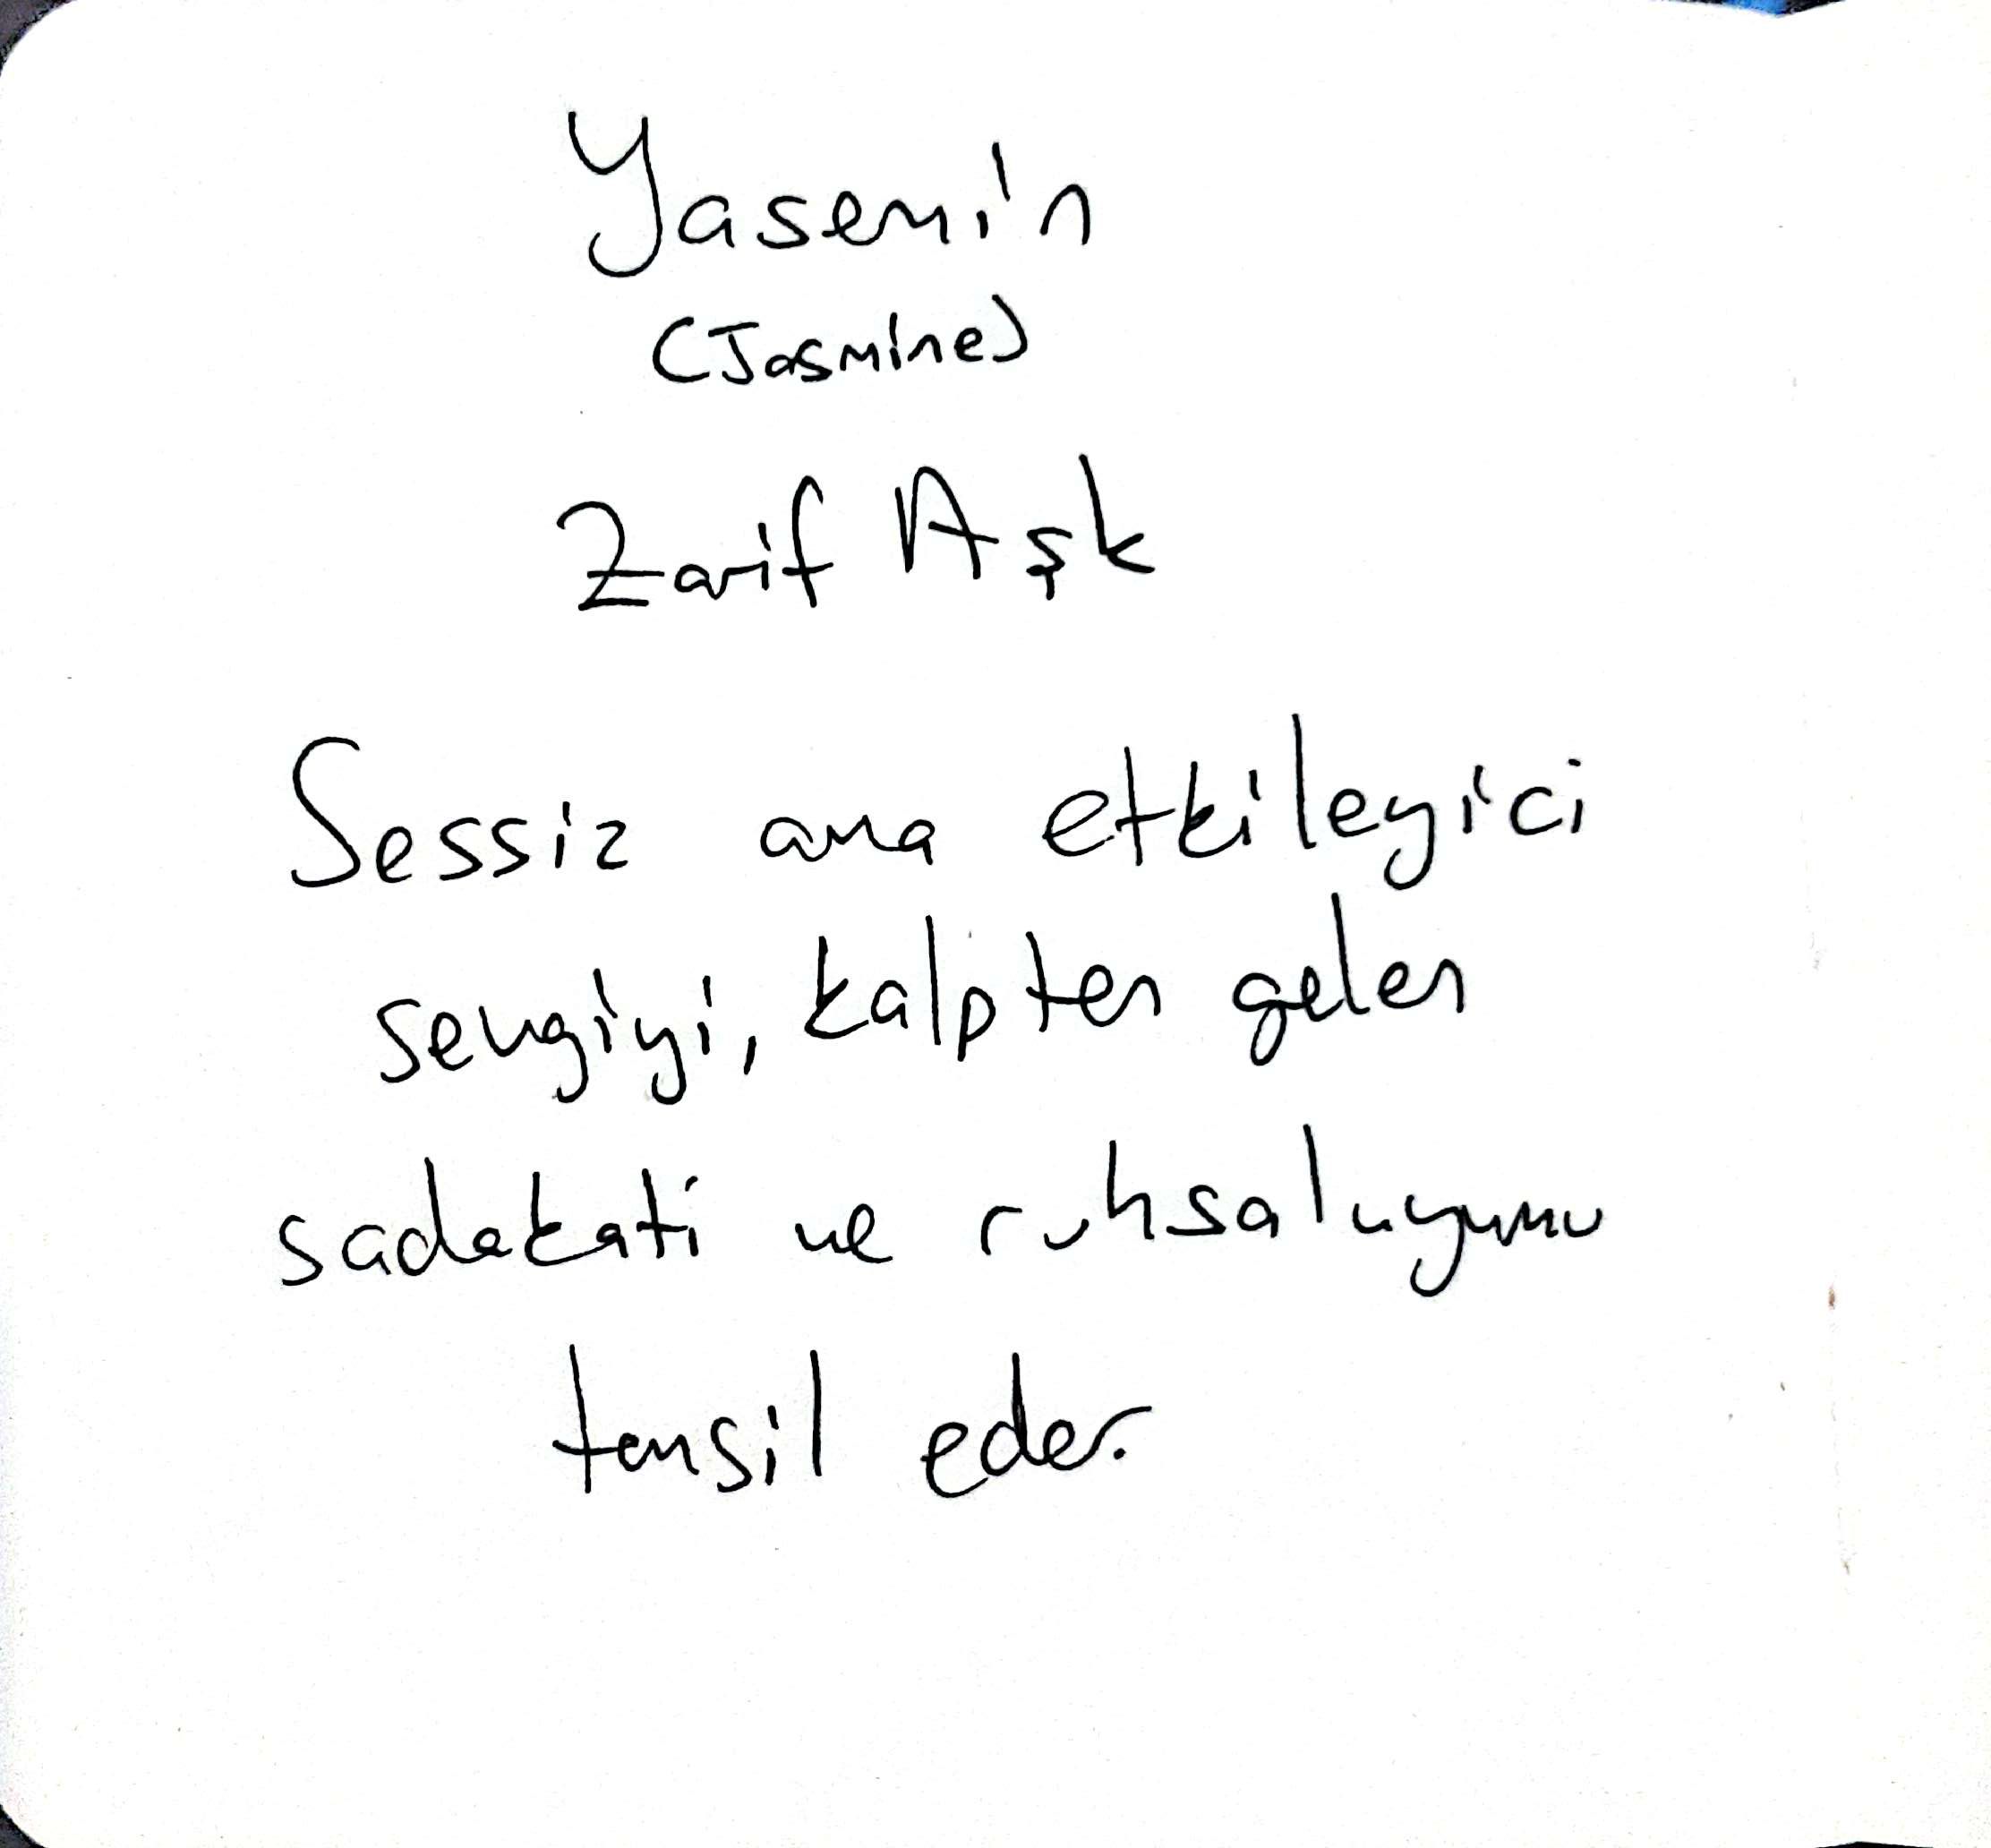 Yasemin
(Jasmine)
Zarif Aşk
Sessiz ama etkileyici
sevgiyi, kalpten gelen
sadakati ve ruhsal uyumu
temsil eder.